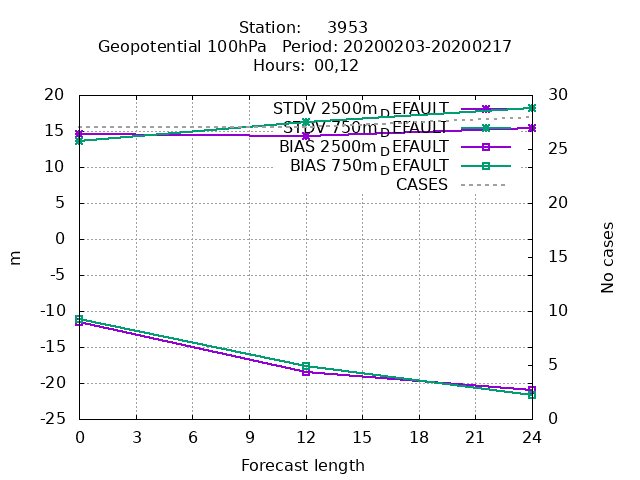 Station: 3953
Geopotential 100hPa Period: 20200203-20200217
Hours: 00,12
20
15
10
5
0
-5
-10
-15
-20
-25
m
STDV 2500m_DEFAULT
STDV 750m_DEFAULT
BIAS 2500m_DEFAULT
BIAS 750m_DEFAULT
CASES
30
25
20
15
10
5
0
No cases
0 3 6 9 12 15 18 21 24
Forecast length